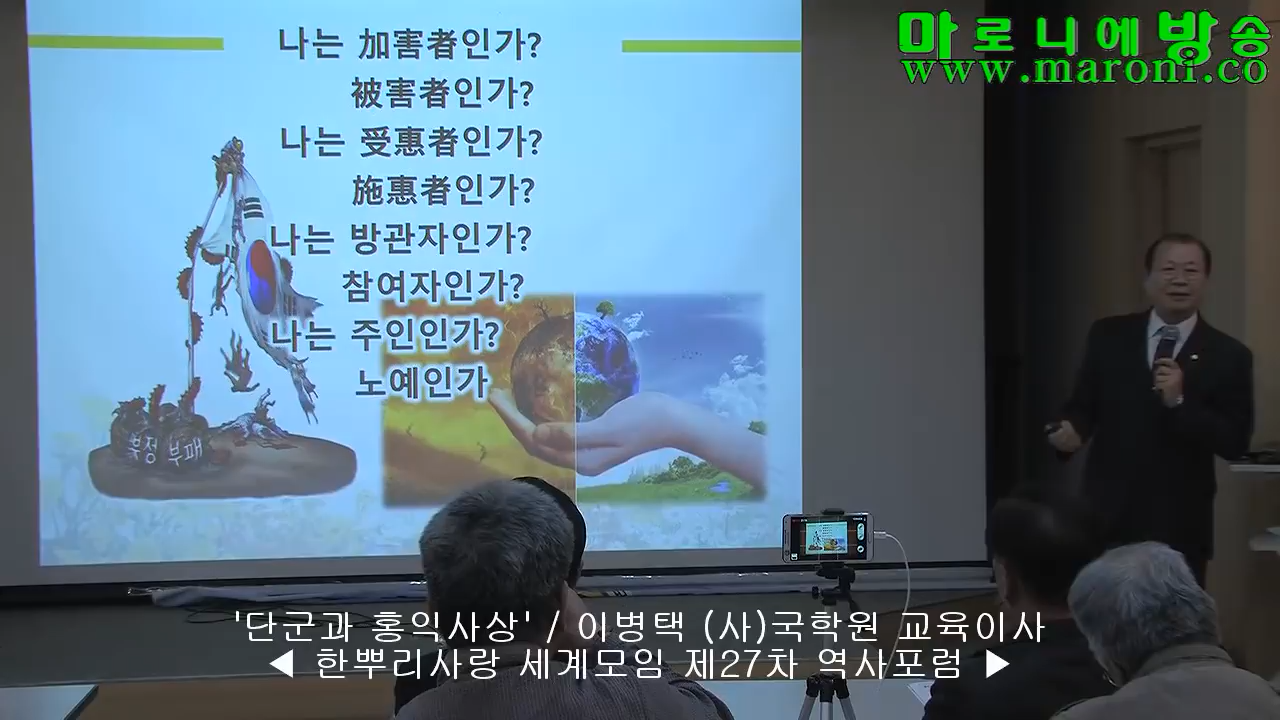 마로니에방송
www.maroni.co
나는 加害者인가?
被害者인가?
나는 受惠者인가?
施惠者인가?
나는 방관자인가?
참여자인가?
나는 주인인가?
노예인가
부정 부패
'단군과 홍익사상' / 이병택 (사)국학원 교육이사
◀ 한뿌리사랑 세계모임 제27차 역사포럼 ▶